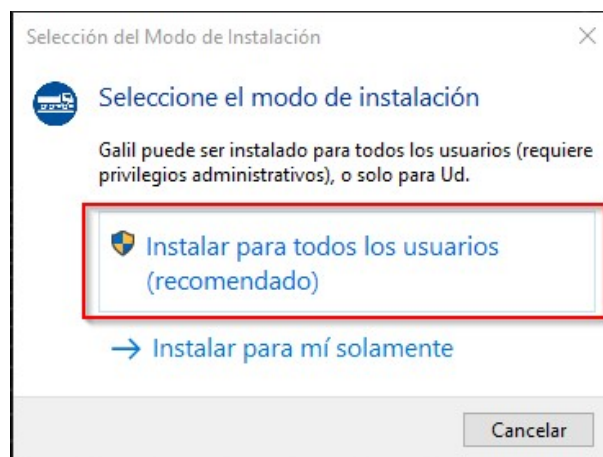 Selección del Modo de Instalación
Seleccione el modo de instalación
Galil puede ser instalado para todos los usuarios (requiere
privilegios administrativos), o solo para Ud.
Instalar para todos los usuarios
(recomendado)
Instalar para mí solamente
Cancelar